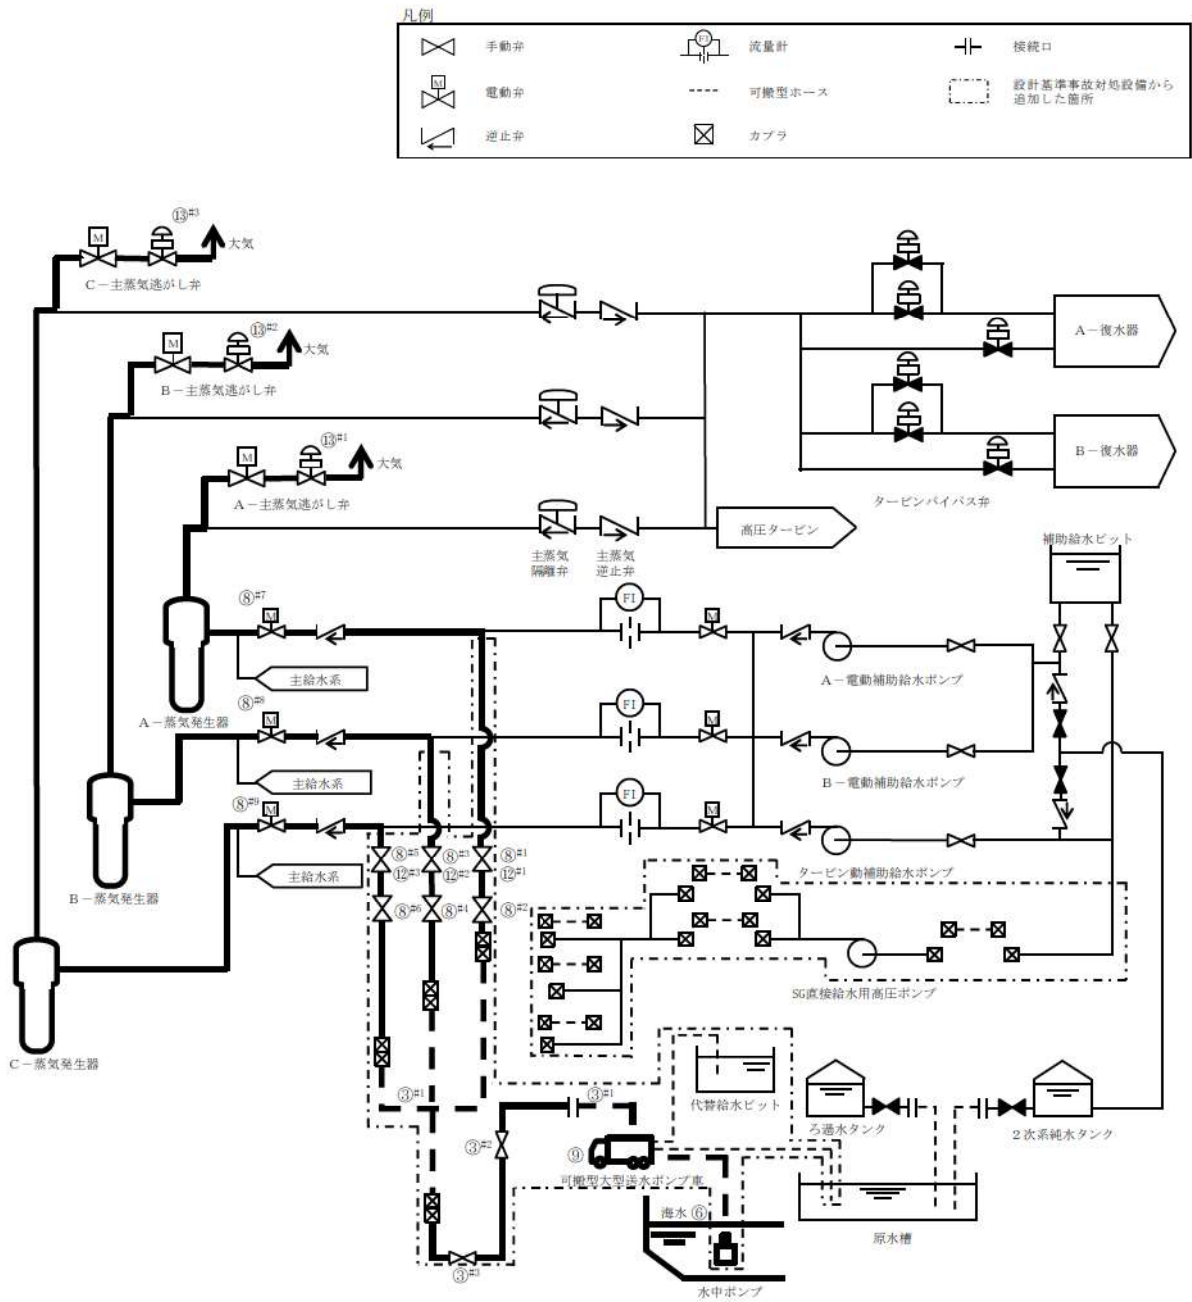 凡例
手動弁
流量計
接続口
電動弁
可搬型ホース
設計基準事故対処設備から
追加した箇所
逆止弁
カプラ
M
FI
⑬#3
M
大気
C-主蒸気逃がし弁
⑬#2
M
大気
B-主蒸気逃がし弁
⑬#1
M
大気
A-主蒸気逃がし弁
A-復水器
B-復水器
タービンバイパス弁
高圧タービン
主蒸気
隔離弁
主蒸気
逆止弁
補助給水ピット
⑧#7
M
FI
M
主給水系
A-電動補助給水ポンプ
A-蒸気発生器
⑧#8
M
FI
M
主給水系
B-電動補助給水ポンプ
⑧#9
M
FI
M
主給水系
タービン動補助給水ポンプ
B-蒸気発生器
⑧#5
⑧#3
⑧#1
⑫#3
⑫#2
⑫#1
⑧#6
⑧#4
⑧#2
SG直接給水用高圧ポンプ
C-蒸気発生器
③#1
③#1
代替給水ピット
ろ過水タンク
2次系純水タンク
③#2
⑨
可搬型大型送水ポンプ車
海水⑥
原水槽
③#3
水中ポンプ